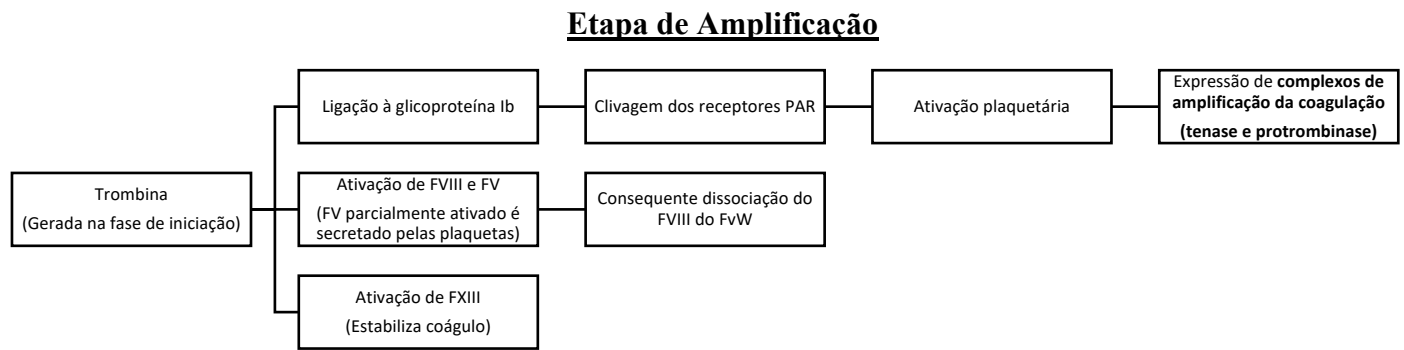 Etapa de Amplificação
Ligação à glicoproteína Ib
Clivagem dos receptores PAR
Ativação plaquetária
Expressão de complexos de
amplificação da coagulação
(tenase e protrombinase)
Trombina
(Gerada na fase de iniciação)
Ativação de FVIII e FV
(FV parcialmente ativado é
secretado pelas plaquetas)
Consequente dissociação do
FVIII do FvW
Ativação de FXIII
(Estabiliza coágulo)